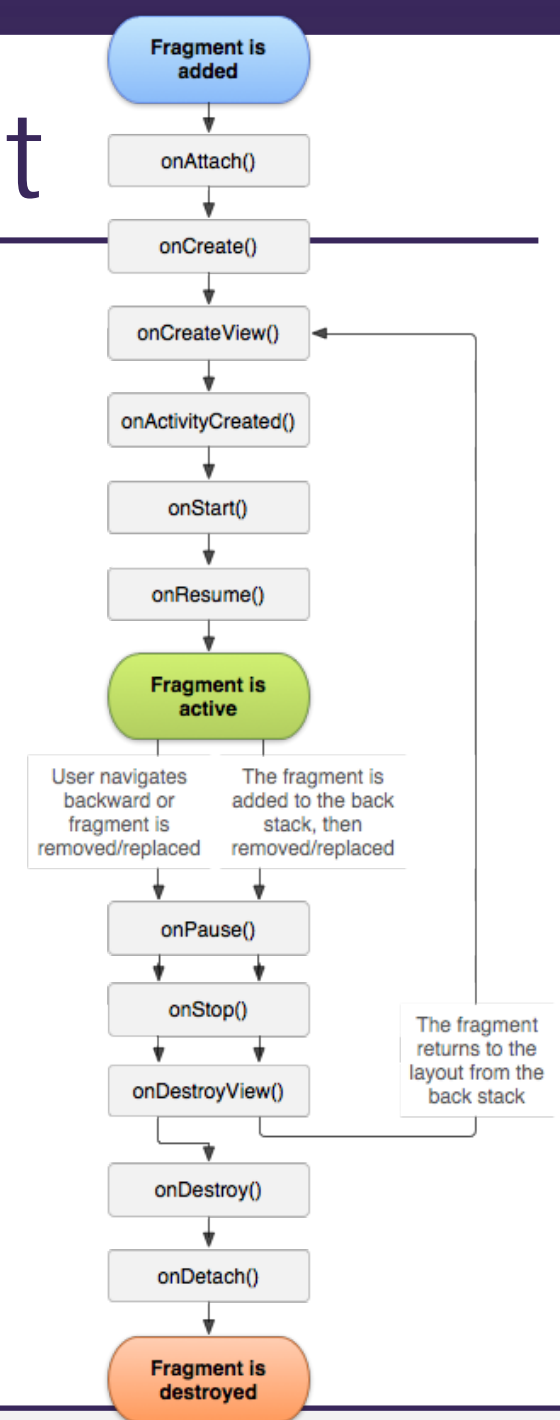 Fragment is
added
t
onAttach()
onCreate()
onCreateView()
onActivityCreated()
onStart()
onResume()
Fragment is
active
User navigates
backward or
fragment is
removed/replaced
The fragment is
added to the back
stack, then
removed/replaced
onPause()
onStop()
The fragment
returns to the
layout from the
back stack
onDestroyView()
onDestroy()
onDetach()
Fragment is
destroyed